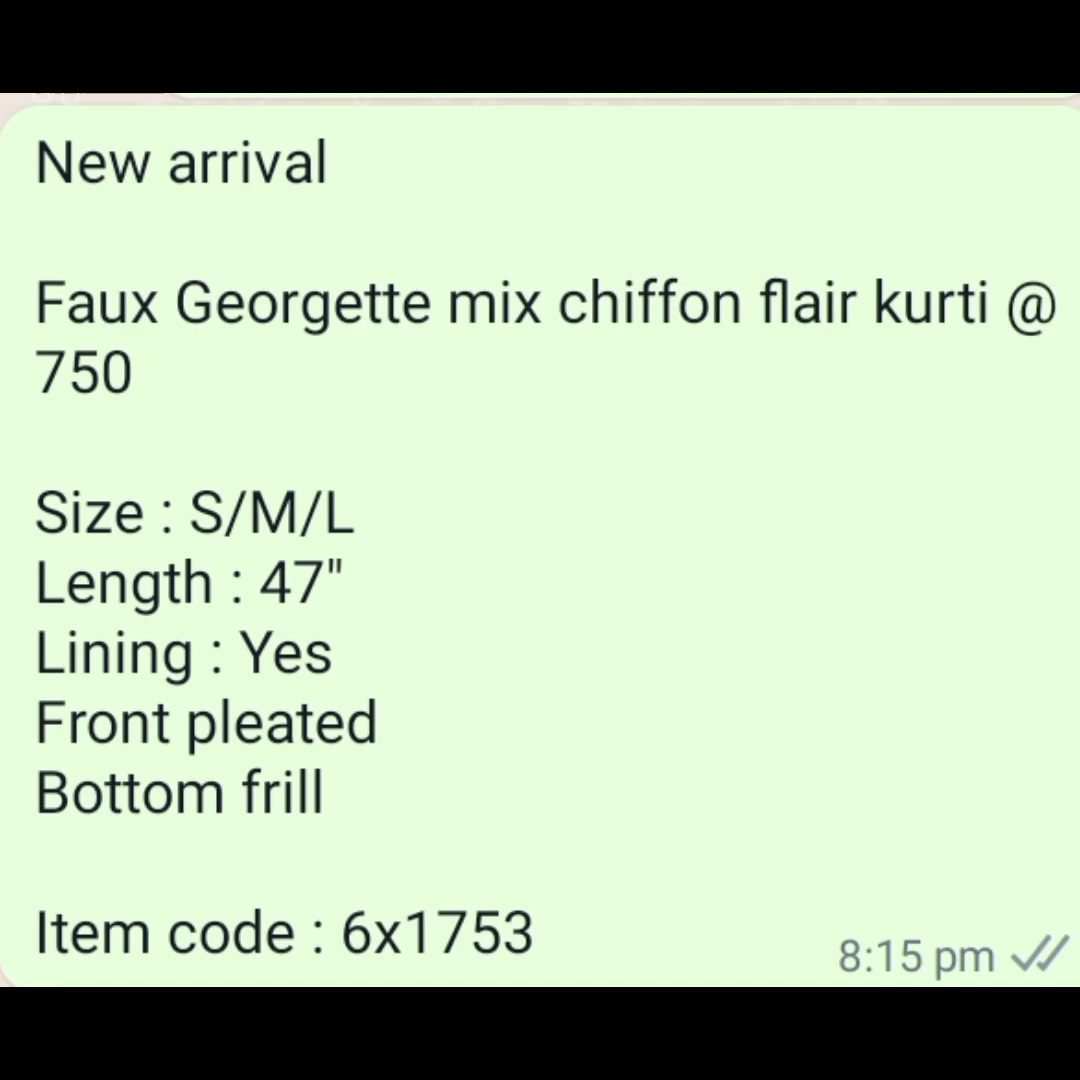 New arrival
Faux Georgette mix chiffon flair kurti @
750
Size : S/M/L
Length : 47"
Lining : Yes
Front pleated
Bottom frill
Item code : 6x1753
8:15 pm